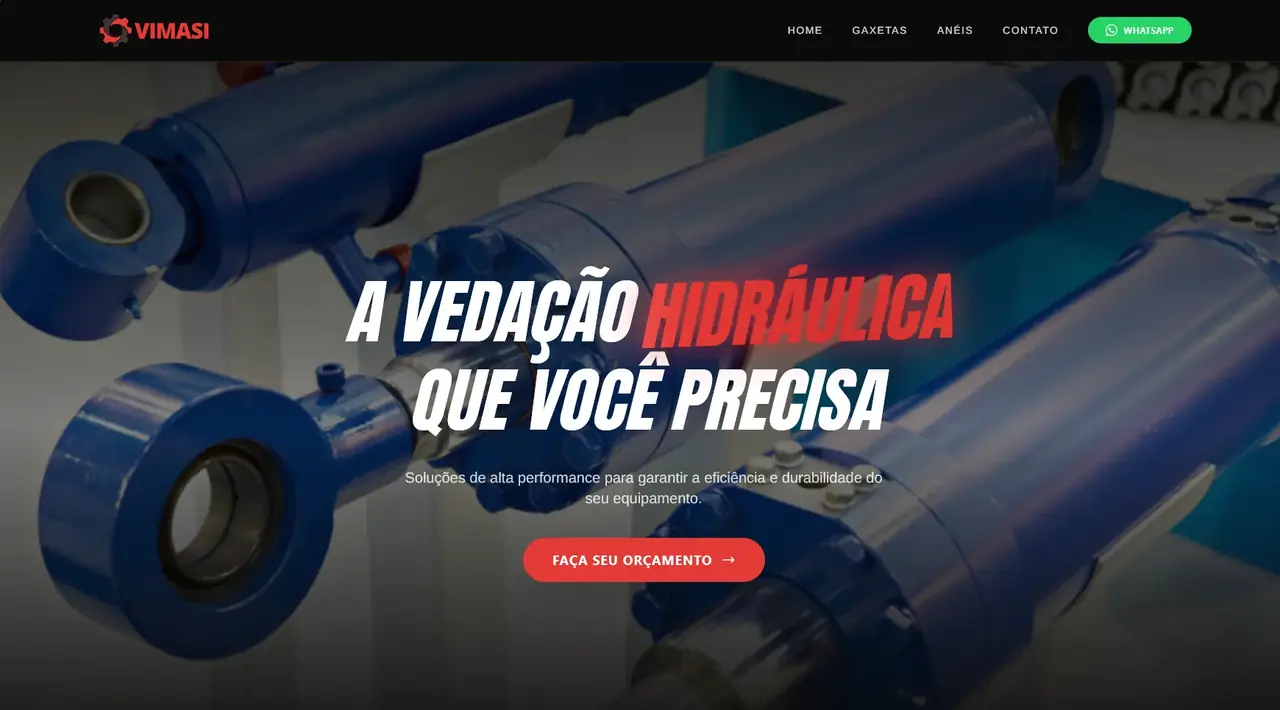 VIMASI
HOME
GAXETAS
ANÉIS
CONTATO
WHATSAPP
A VEDAÇÃO HIDRÁULICA
QUE VOCÊ PRECISA
Soluções de alta performance para garantir a eficiência e durabilidade do
seu equipamento.
FAÇA SEU ORÇAMENTO →